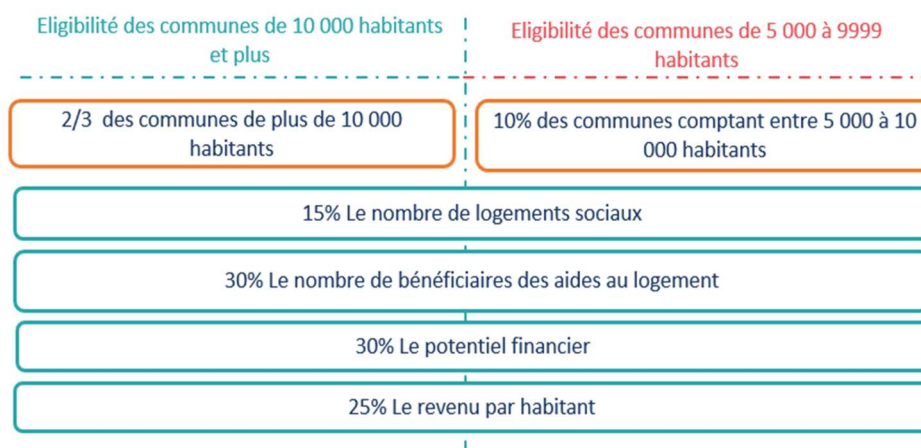 Eligibilité des communes de 10 000 habitants
et plus
Eligibilité des communes de 5 000 à 9999
habitants
2/3 des communes de plus de 10 000
habitants
10% des communes comptant entre 5 000 à 10
000 habitants
15% Le nombre de logements sociaux
30% Le nombre de bénéficiaires des aides au logement
30% Le potentiel financier
25% Le revenu par habitant